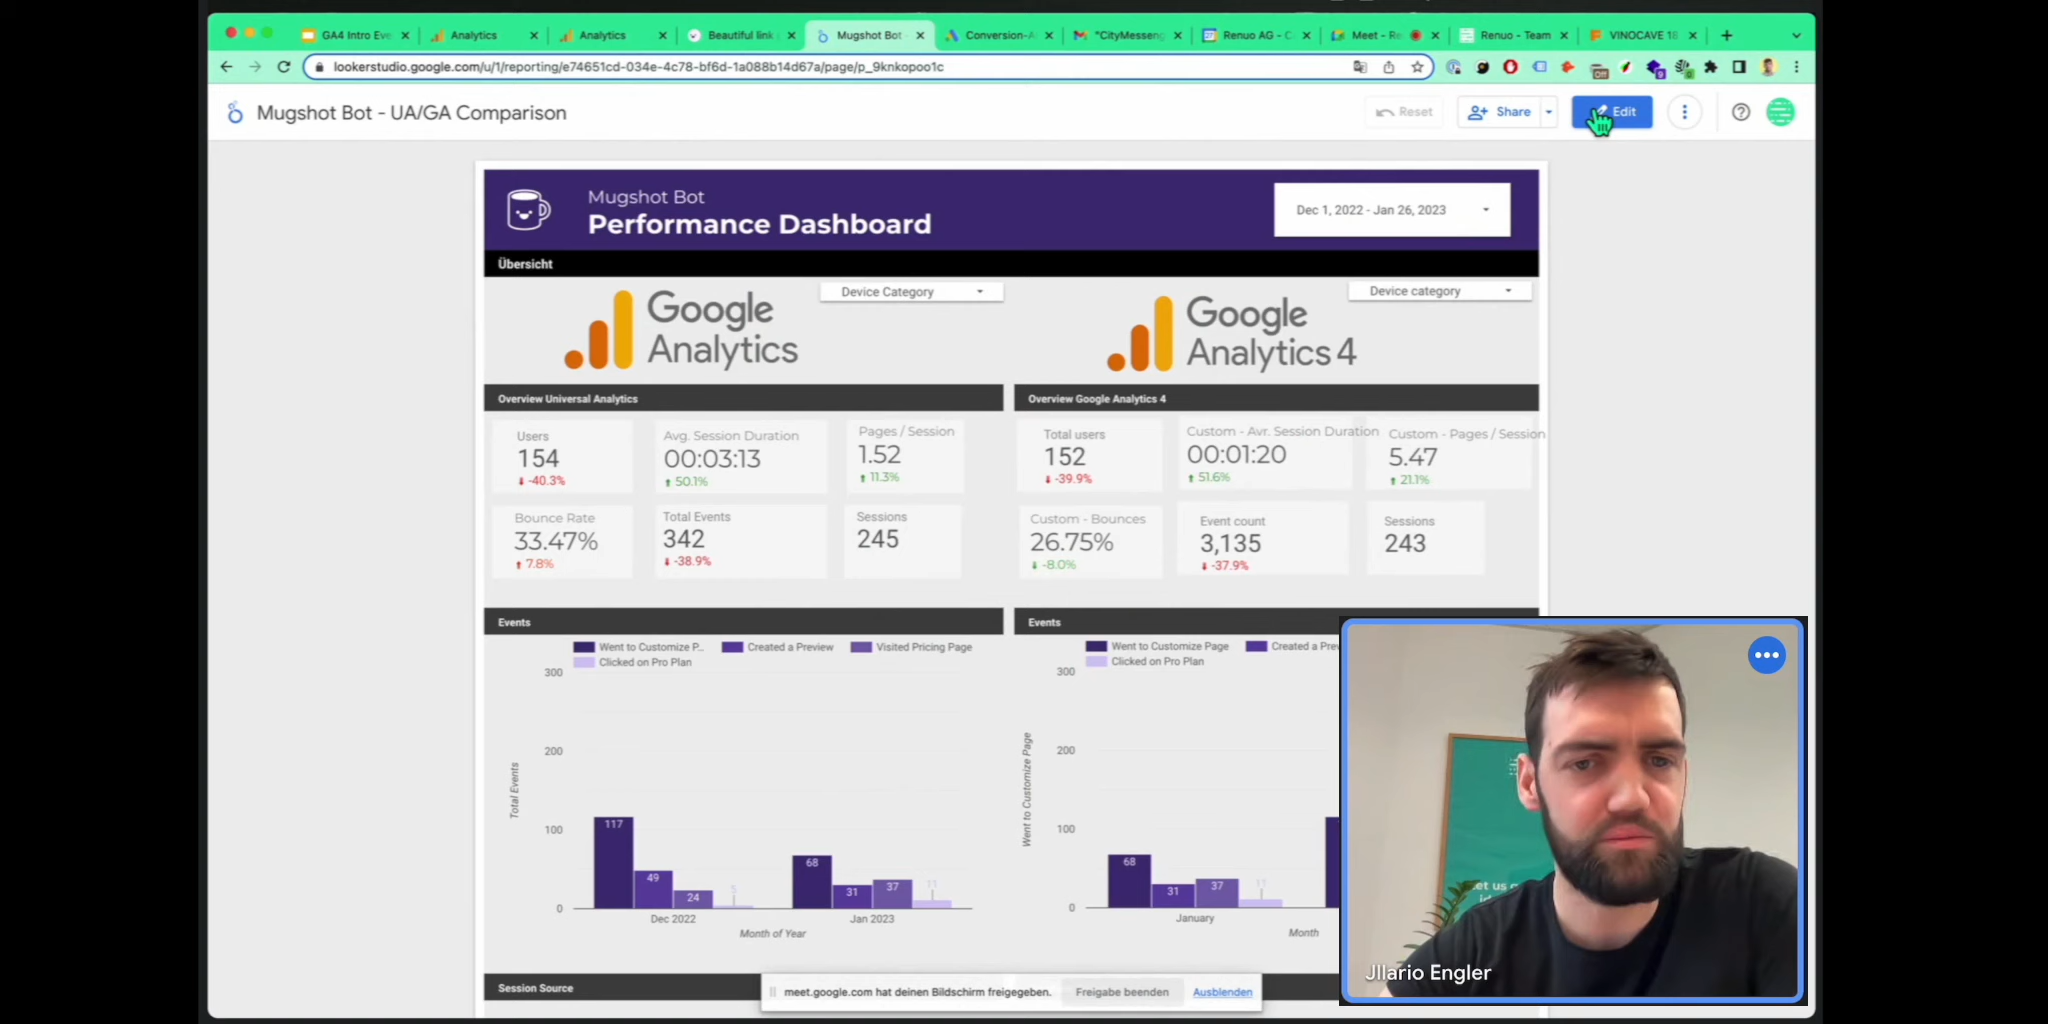 GA4 Intro Eve
Analytics
Analytics
Beautiful link
Mugshot Bot
Conversion-A
"CityMesseng
Renuo AG - C
Meet - Re
Renuo - Team
VINOCAVE 18
lookerstudio.google.com/u/1/reporting/e74651cd-034e-4c78-bf6d-1a088b14d67a/page/p_9knkopoo1c
Mugshot Bot - UA/GA Comparison
Reset
Share
Edit
Mugshot Bot
Performance Dashboard
Dec 1, 2022 - Jan 26, 2023
Übersicht
Google Analytics
Device Category
Google Analytics 4
Device category
Overview Universal Analytics
Users
154
-40.3%
Avg. Session Duration
00:03:13
50.1%
Pages / Session
1.52
11.3%
Bounce Rate
33.47%
7.8%
Total Events
342
-38.9%
Sessions
245
Overview Google Analytics 4
Total users
152
-39.9%
Custom - Avr. Session Duration
00:01:20
51.6%
Custom - Pages / Session
5.47
21.1%
Custom - Bounces
26.75%
-8.0%
Event count
3,135
-37.9%
Sessions
243
Events
Went to Customize P...
Created a Preview
Visited Pricing Page
Clicked on Pro Plan
300
200
100
0
Total Events
117
49
24
5
68
31
37
11
Dec 2022
Jan 2023
Month of Year
Events
Went to Customize Page
Created a Pre
Clicked on Pro Plan
300
200
100
0
Went to Customize Page
68
31
37
11
January
Month
Session Source
meet.google.com hat deinen Bildschirm freigegeben.
Freigabe beenden
Ausblenden
Jllario Engler